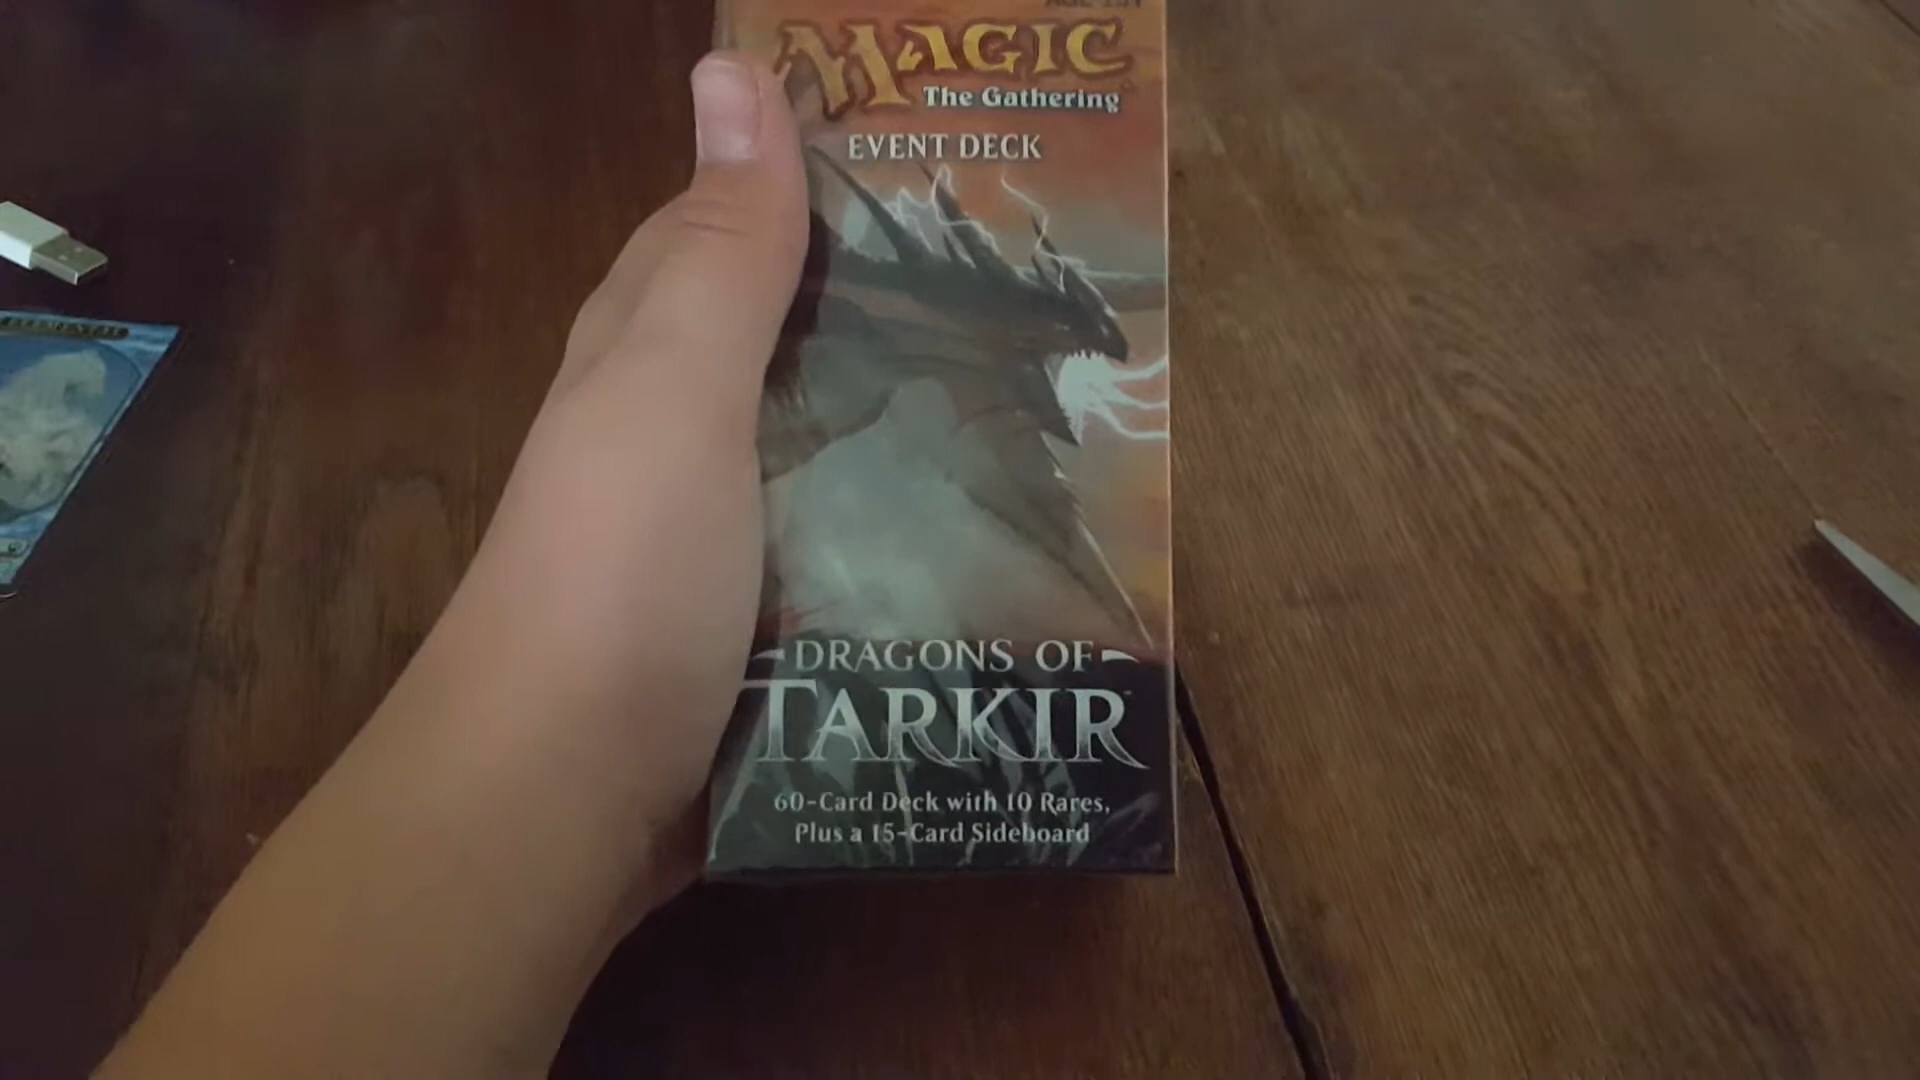 MAGIC
The Gathering
EVENT DECK
DRAGONS OF
TARKIR
60-Card Deck with 10 Rares,
Plus a 15-Card Sideboard